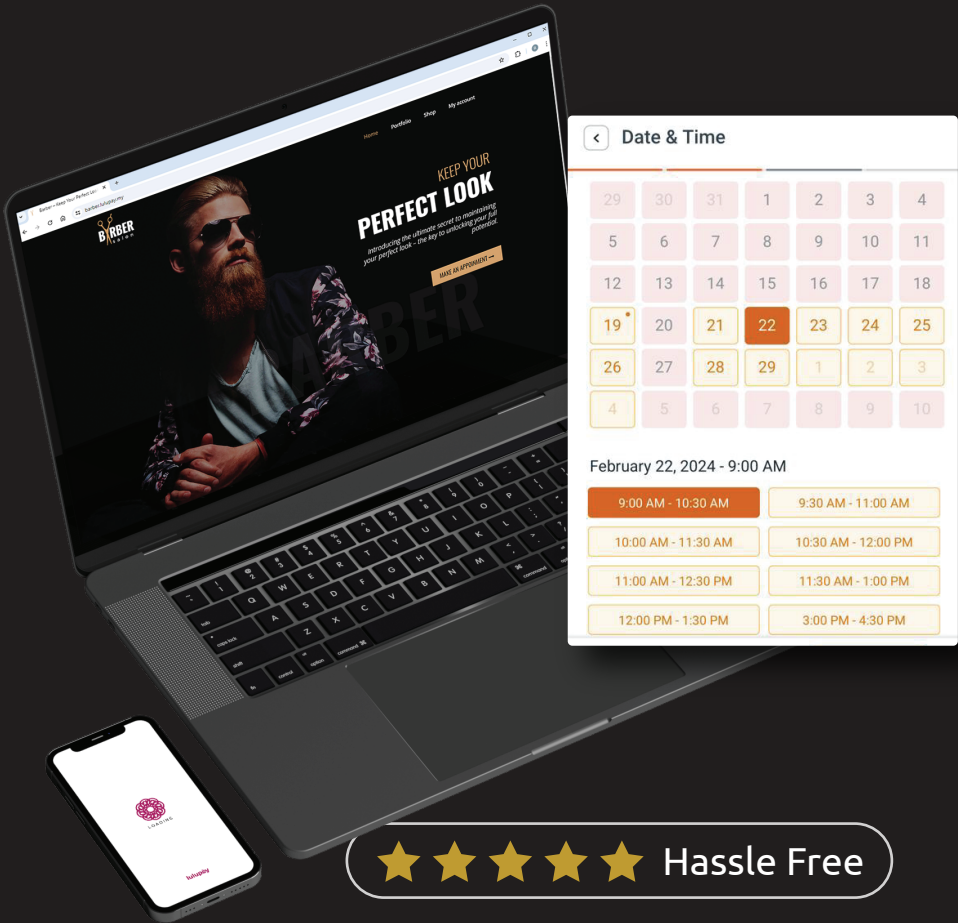 Barber – Keep Your Perfect Lo
barber.tulupay.my
BARBER
salon
Home
Portfolio
Shop
My account
KEEP YOUR
PERFECT LOOK
Introducing the ultimate secret to maintaining
your perfect look – the key to unlocking your full
potential.
MAKE AN APPOINMENT
BARBER
Date & Time
29 30 31 1 2 3 4
5 6 7 8 9 10 11
12 13 14 15 16 17 18
19 20 21 22 23 24 25
26 27 28 29 1 2 3
4 5 6 7 8 9 10
February 22, 2024 - 9:00 AM
9:00 AM - 10:30 AM
9:30 AM - 11:00 AM
10:00 AM - 11:30 AM
10:30 AM - 12:00 PM
11:00 AM - 12:30 PM
11:30 AM - 1:00 PM
12:00 PM - 1:30 PM
3:00 PM - 4:30 PM
LOADING
tulupay
Hassle Free